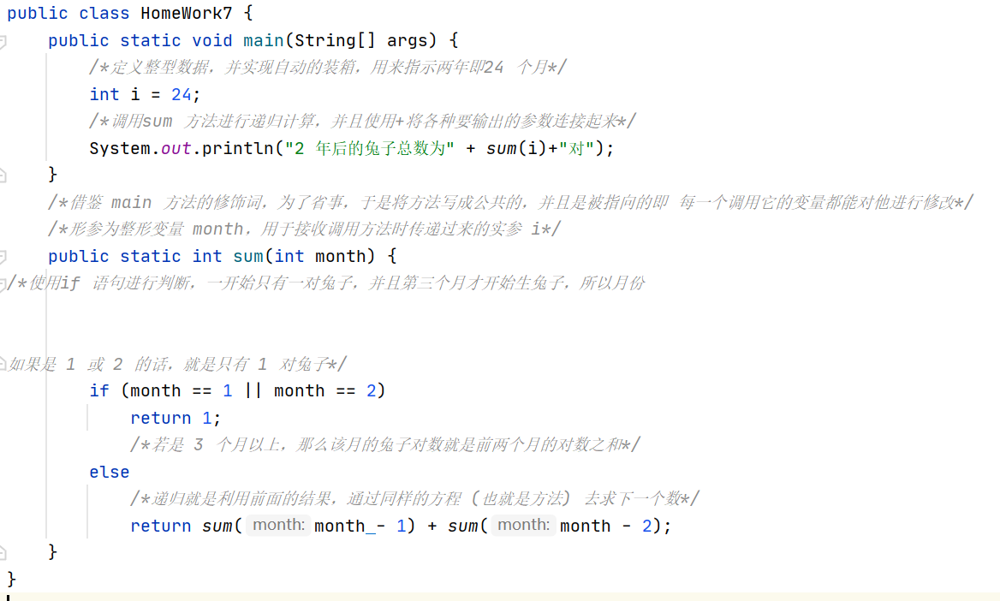 public class HomeWork7 {
    public static void main(String[] args) {
        /*定义整型数据，并实现自动的装箱，用来指示两年即24 个月*/
        int i = 24;
        /*调用sum 方法进行递归计算，并且使用+将各种要输出的参数连接起来*/
        System.out.println("2 年后的兔子总数为" + sum(i)+"对");
    }
    /*借鉴 main 方法的修饰词，为了省事，于是将方法写成公共的，并且是被指向的即 每一个调用它的变量都能对他进行修改*/
    /*形参为整形变量 month，用于接收调用方法时传递过来的实参 i*/
    public static int sum(int month) {
/*使用if 语句进行判断，一开始只有一对兔子，并且第三个月才开始生兔子，所以月份
如果是 1 或 2 的话，就是只有 1 对兔子*/
        if (month == 1 || month == 2)
            return 1;
            /*若是 3 个月以上，那么该月的兔子对数就是前两个月的对数之和*/
        else
            /*递归就是利用前面的结果，通过同样的方程（也就是方法）去求下一个数*/
            return sum( month: month_- 1) + sum( month: month - 2);
    }
}